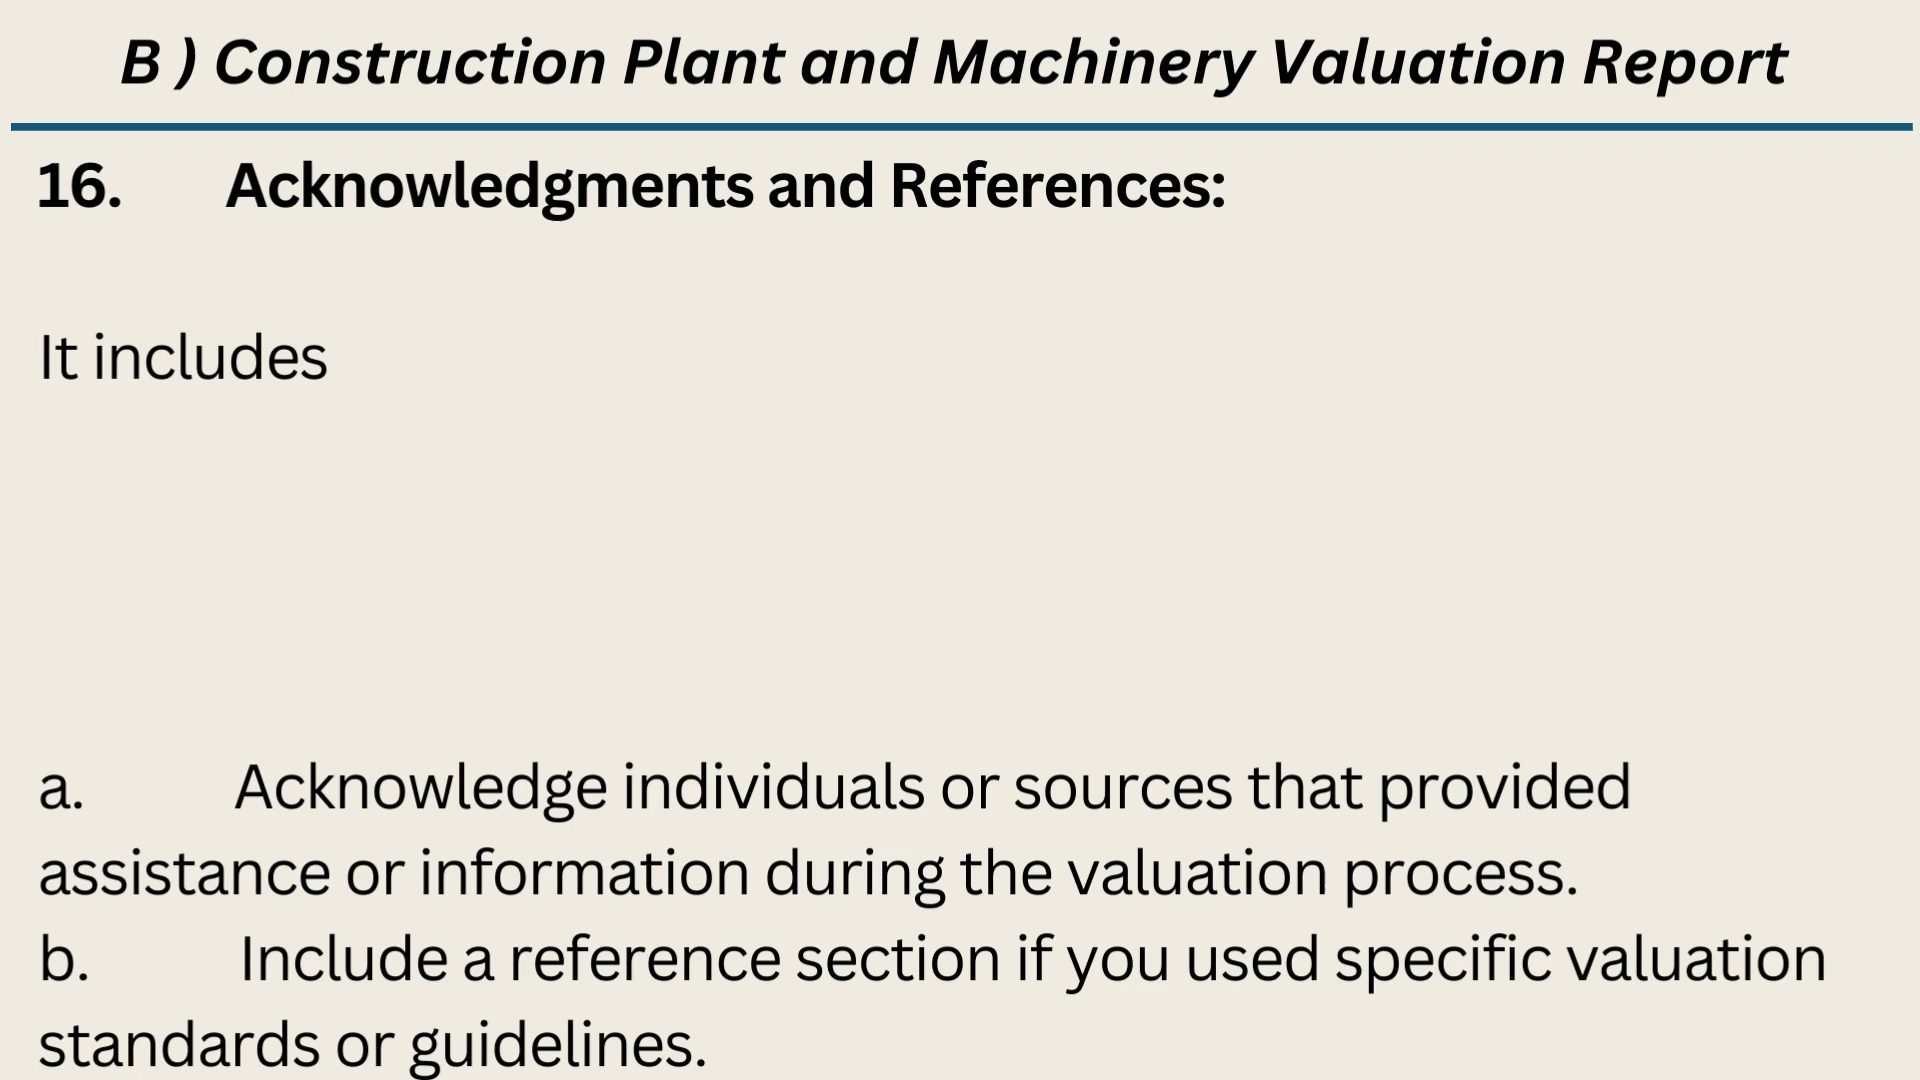 B ) Construction Plant and Machinery Valuation Report
16. Acknowledgments and References:
It includes
a. Acknowledge individuals or sources that provided
assistance or information during the valuation process.
b. Include a reference section if you used specific valuation
standards or guidelines.